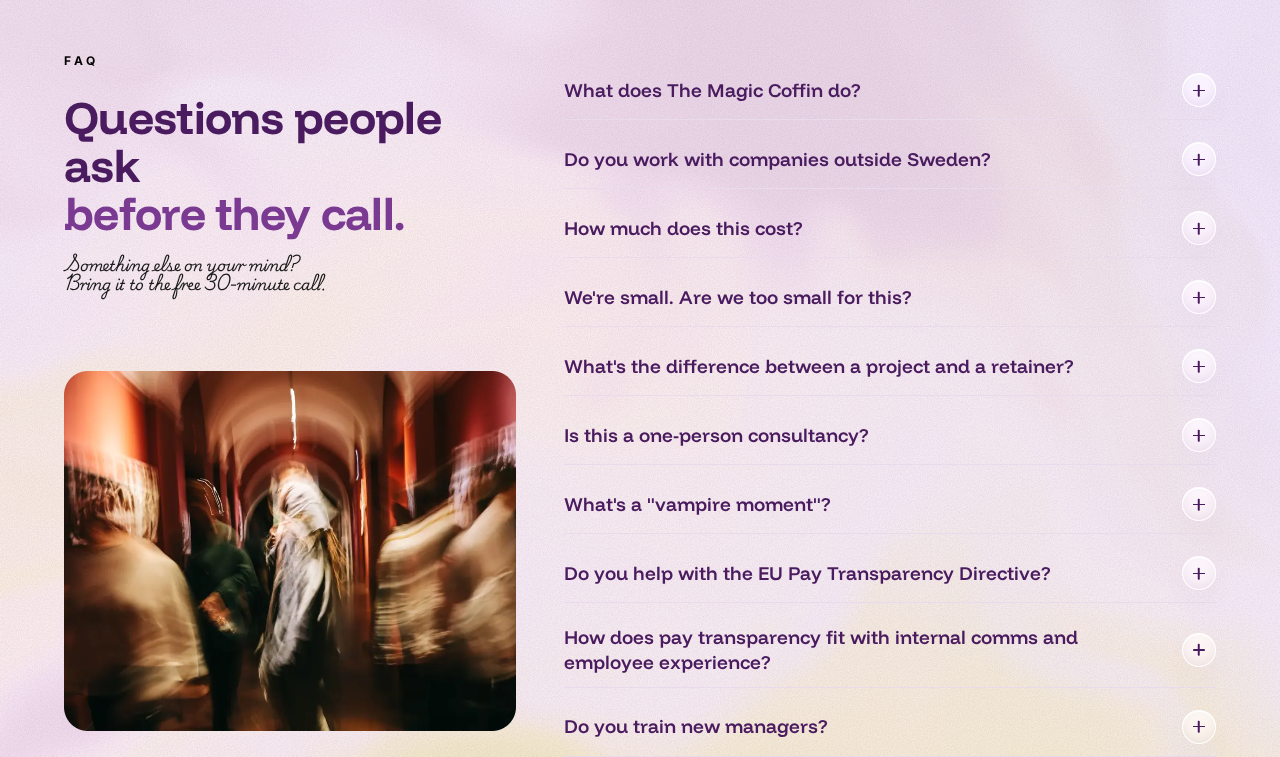 FAQ
Questions people
ask
before they call.
Something else on your mind?
Bring it to the free 30-minute call.
What does The Magic Coffin do?
Do you work with companies outside Sweden?
How much does this cost?
We're small. Are we too small for this?
What's the difference between a project and a retainer?
Is this a one-person consultancy?
What's a "vampire moment"?
Do you help with the EU Pay Transparency Directive?
How does pay transparency fit with internal comms and
employee experience?
Do you train new managers?